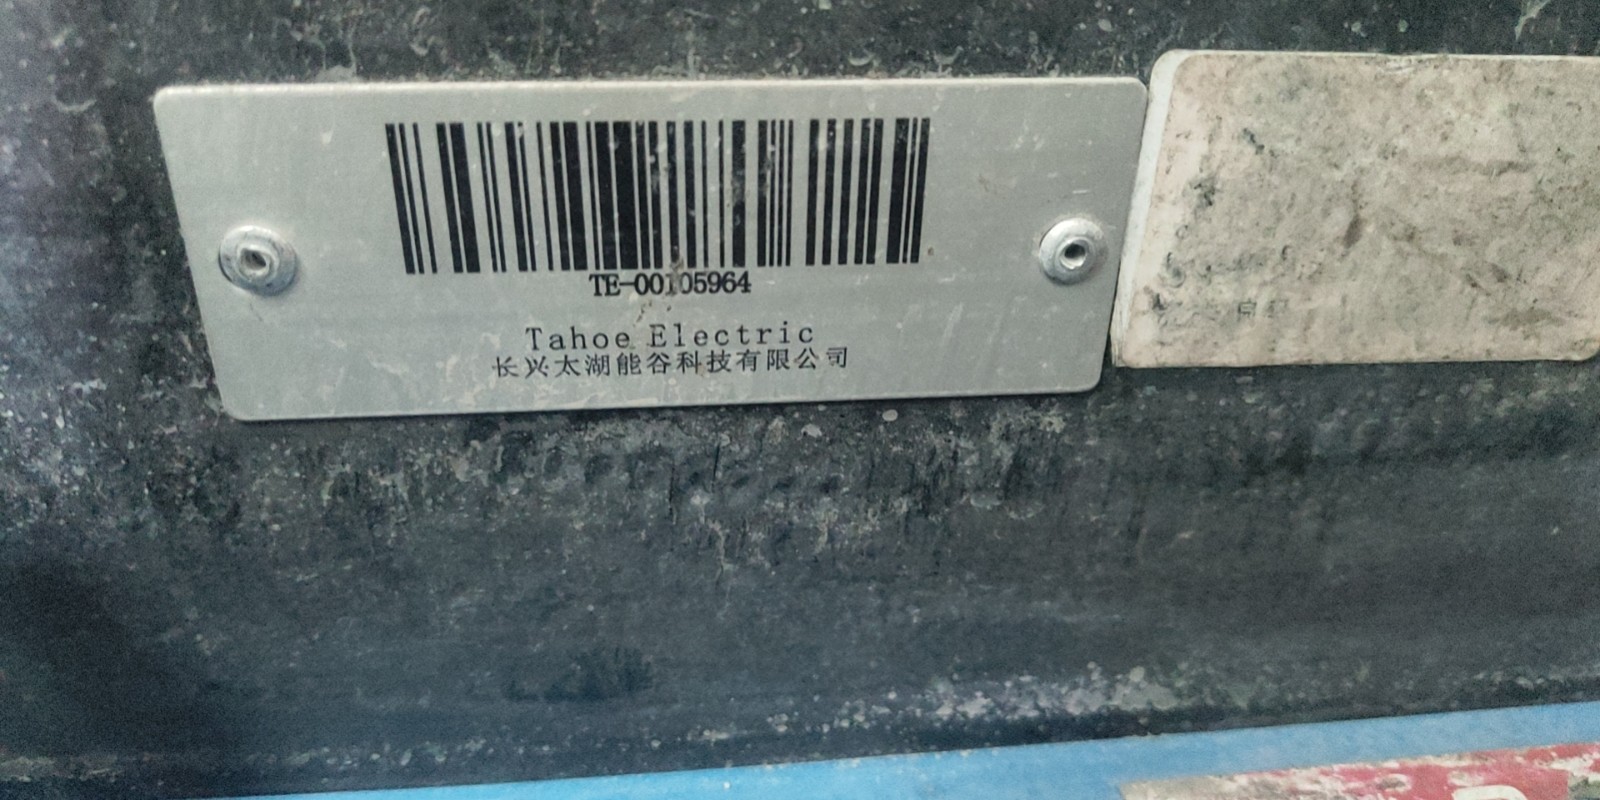 TE-00105964
Tahoe Electric
长兴太湖能谷科技有限公司